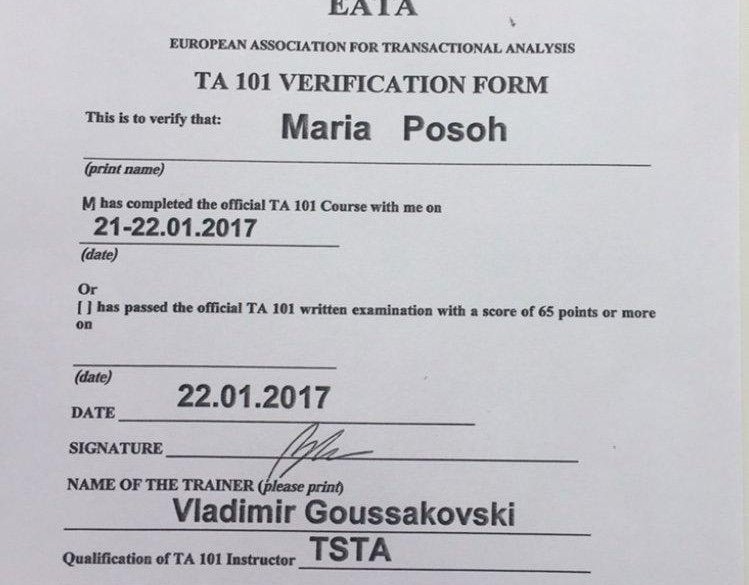 EATA
EUROPEAN ASSOCIATION FOR TRANSACTIONAL ANALYSIS
TA 101 VERIFICATION FORM
This is to verify that: Maria Posoh
(print name)
[M] has completed the official TA 101 Course with me on
21-22.01.2017
(date)
Or
[ ] has passed the official TA 101 written examination with a score of 65 points or more
on
(date)
DATE 22.01.2017
SIGNATURE
NAME OF THE TRAINER (please print)
Vladimir Goussakovski
Qualification of TA 101 Instructor TSTA